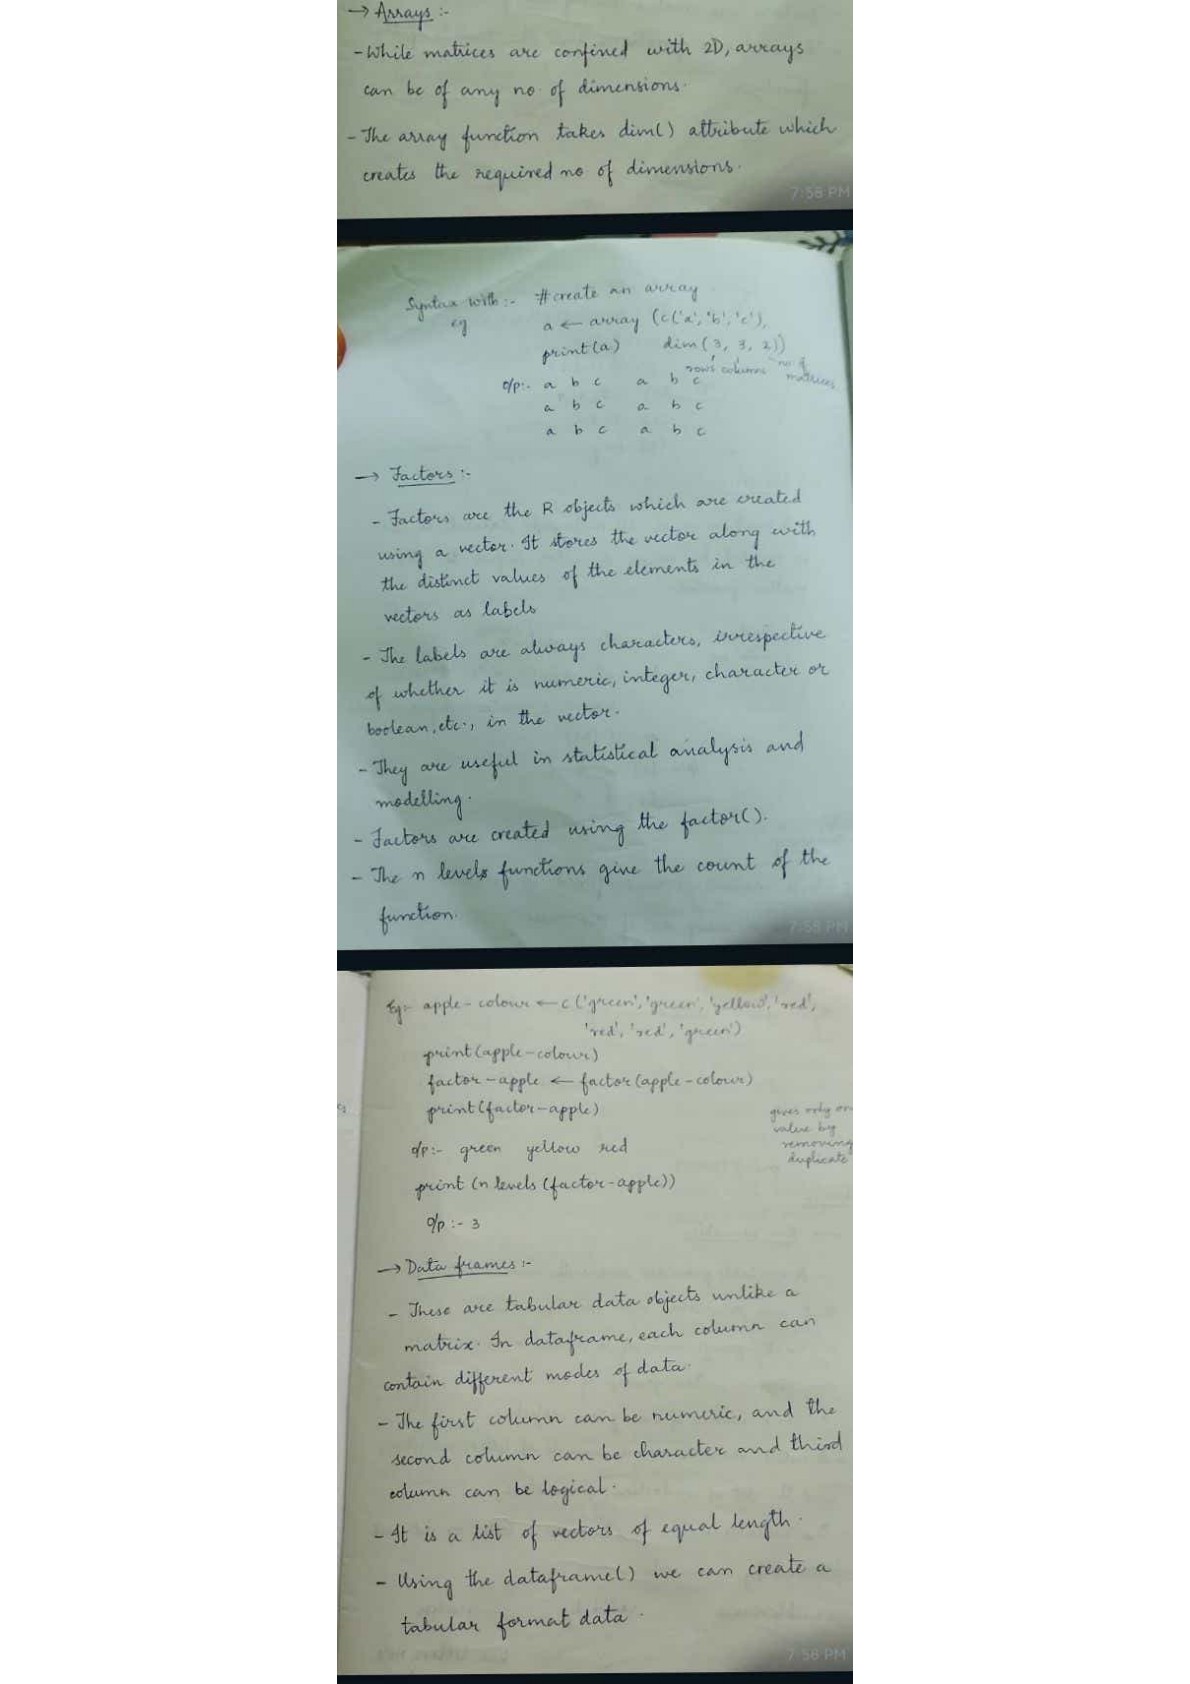 → Arrays :-
- While matrices are confined with 2D, arrays
can be of any no. of dimensions.
- The array function takes dim() attribute which
creates the required no of dimensions.
7:58 PM
Syntax with :- # create an array
eg a ← array (c('a', 'b', 'c'),
print(a) dim(3, 3, 2))
rows columns no of
matrices
o/p:- a b c a b c
a b c a b c
a b c a b c
→ Factors :-
- Factors are the R objects which are created
using a vector. It stores the vector along with
the distinct values of the elements in the
vectors as labels
- The labels are always characters, irrespective
of whether it is numeric, integer, character or
boolean, etc., in the vector.
- They are useful in statistical analysis and
modelling.
- Factors are created using the factor().
- The n levels functions give the count of the
function.
7:58 PM
Eg:- apple-colour ← c('green', 'green', 'yellow', 'red',
'red', 'red', 'green')
print(apple-colour)
factor-apple ← factor(apple-colour)
print(factor-apple)
gives only on
value by
removing
duplicate
o/p:- green yellow red
print (n levels (factor-apple))
o/p :- 3
→ Data frames :-
- These are tabular data objects unlike a
matrix. In dataframe, each column can
contain different modes of data.
- The first column can be numeric, and the
second column can be character and third
column can be logical.
- It is a list of vectors of equal length.
- Using the dataframe() we can create a
tabular format data.
7:58 PM